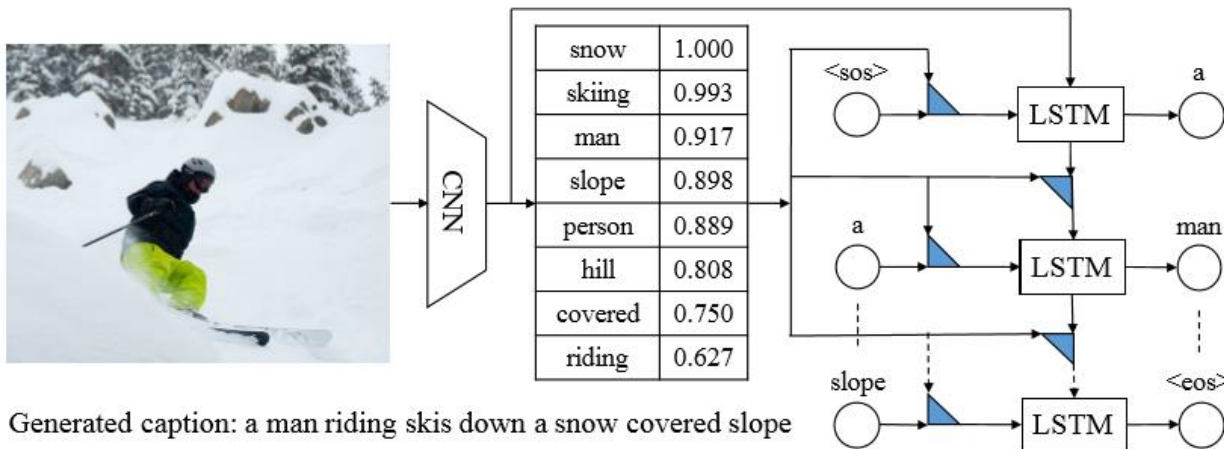 snow 1.000
skiing 0.993
man 0.917
slope 0.898
person 0.889
hill 0.808
covered 0.750
riding 0.627
CNN
<sos>
LSTM
a
a
LSTM
man
slope
LSTM
<eos>
Generated caption: a man riding skis down a snow covered slope